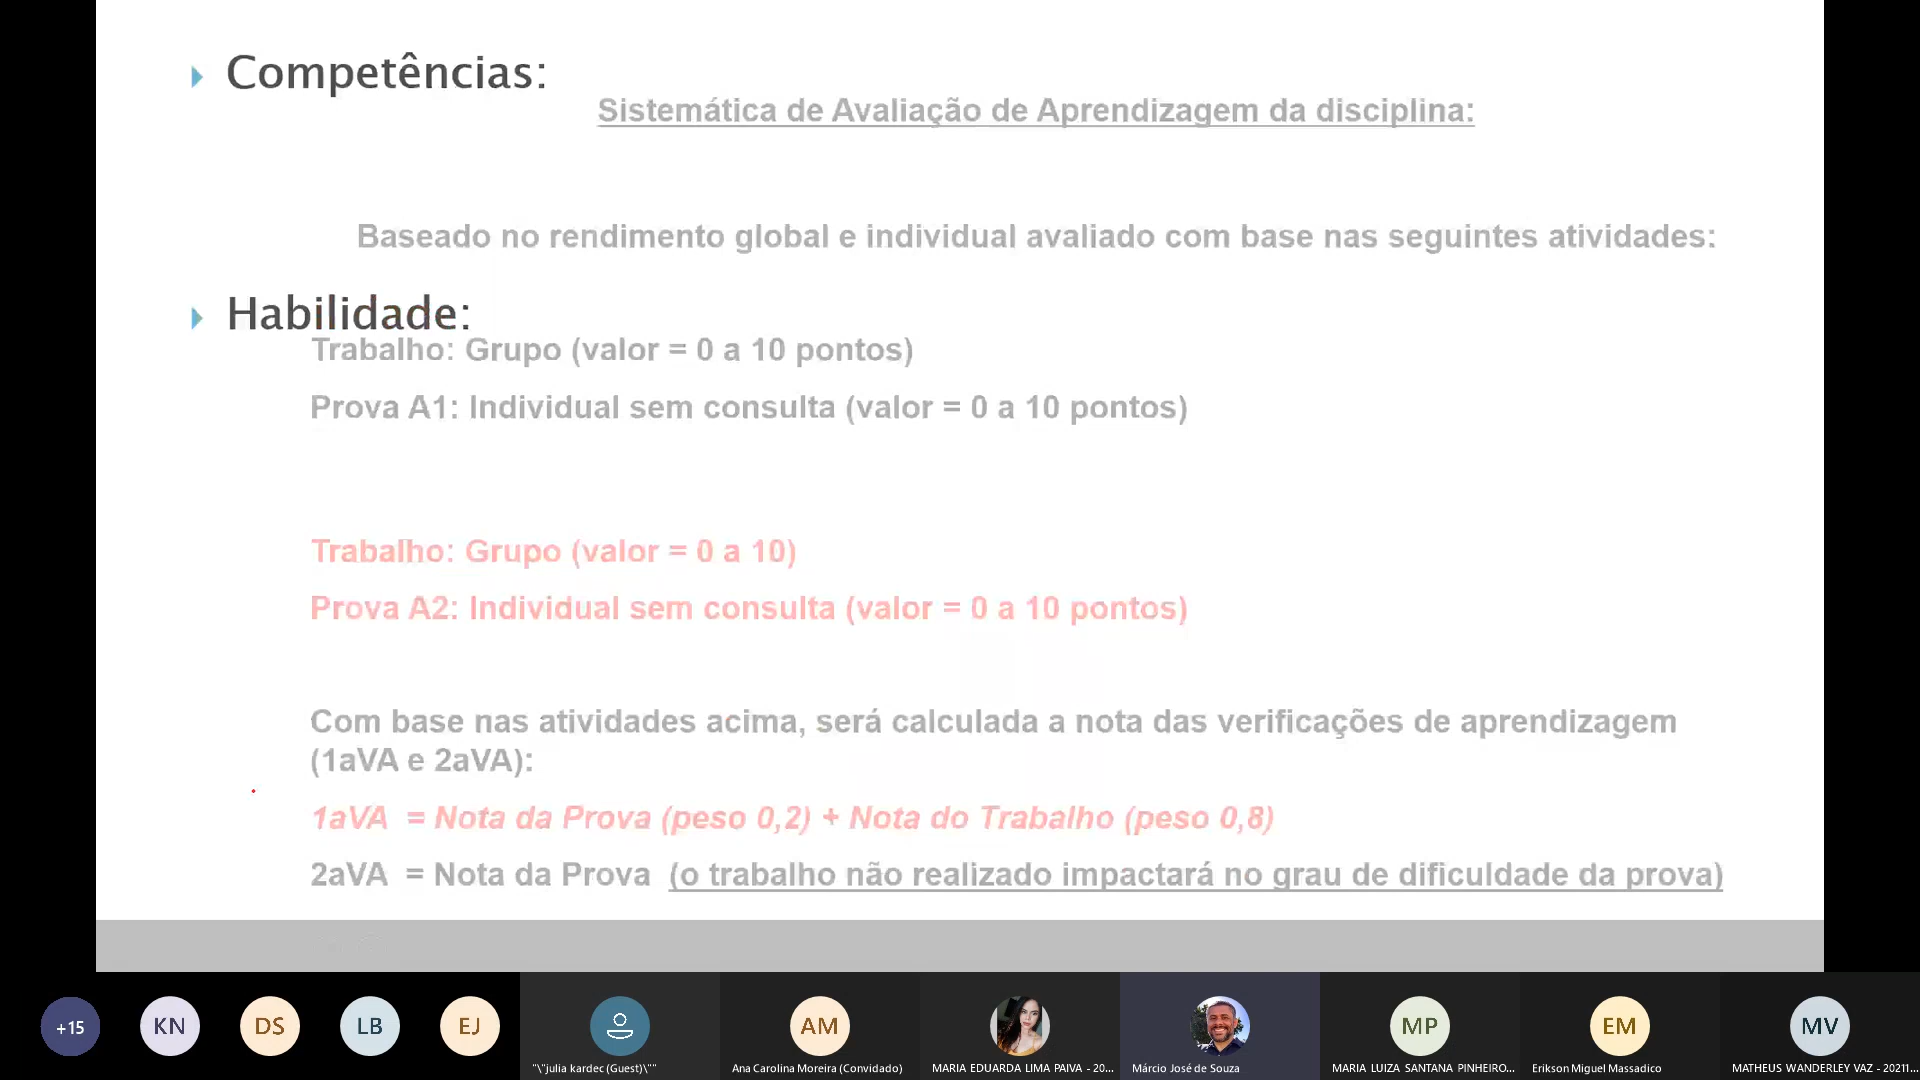 Competências:
Sistemática de Avaliação de Aprendizagem da disciplina:
Baseado no rendimento global e individual avaliado com base nas seguintes atividades:
Habilidade:
Trabalho: Grupo (valor = 0 a 10 pontos)
Prova A1: Individual sem consulta (valor = 0 a 10 pontos)
Trabalho: Grupo (valor = 0 a 10)
Prova A2: Individual sem consulta (valor = 0 a 10 pontos)
Com base nas atividades acima, será calculada a nota das verificações de aprendizagem
(1aVA e 2aVA):
1aVA = Nota da Prova (peso 0,2) + Nota do Trabalho (peso 0,8)
2aVA = Nota da Prova (o trabalho não realizado impactará no grau de dificuldade da prova)
+15 KN DS LB EJ AM MP EM MV
"\"julia kardec (Guest)\"" Ana Carolina Moreira (Convidado) MARIA EDUARDA LIMA PAIVA - 20... Márcio José de Souza MARIA LUIZA SANTANA PINHEIRO... Erikson Miguel Massadico MATHEUS WANDERLEY VAZ - 20211...